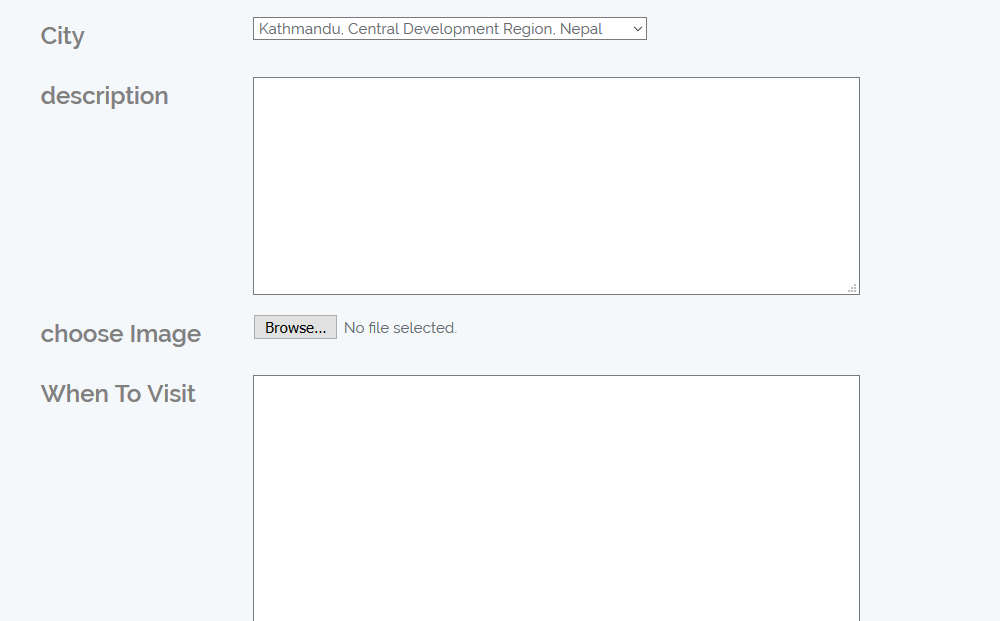 City
Kathmandu, Central Development Region, Nepal
description
choose Image
Browse... No file selected.
When To Visit